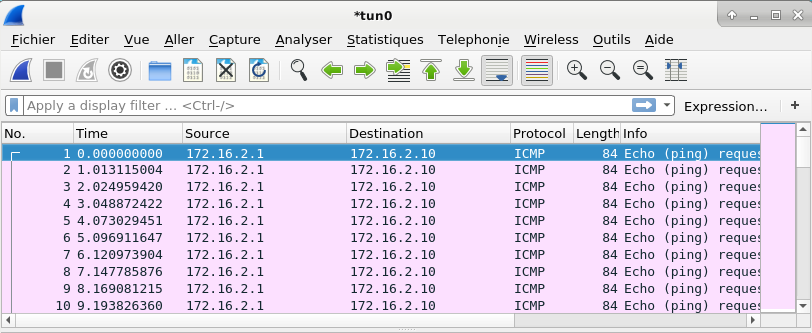 *tun0
Fichier Editer Vue Aller Capture Analyser Statistiques Telephonie Wireless Outils Aide
Apply a display filter ... <Ctrl-/> Expression... +
No. Time Source Destination Protocol Length Info
1 0.000000000 172.16.2.1 172.16.2.10 ICMP 84 Echo (ping) reques
2 1.013115004 172.16.2.1 172.16.2.10 ICMP 84 Echo (ping) reques
3 2.024959420 172.16.2.1 172.16.2.10 ICMP 84 Echo (ping) reques
4 3.048872422 172.16.2.1 172.16.2.10 ICMP 84 Echo (ping) reques
5 4.073029451 172.16.2.1 172.16.2.10 ICMP 84 Echo (ping) reques
6 5.096911647 172.16.2.1 172.16.2.10 ICMP 84 Echo (ping) reques
7 6.120973904 172.16.2.1 172.16.2.10 ICMP 84 Echo (ping) reques
8 7.147785876 172.16.2.1 172.16.2.10 ICMP 84 Echo (ping) reques
9 8.169081215 172.16.2.1 172.16.2.10 ICMP 84 Echo (ping) reques
10 9.193826360 172.16.2.1 172.16.2.10 ICMP 84 Echo (ping) reques